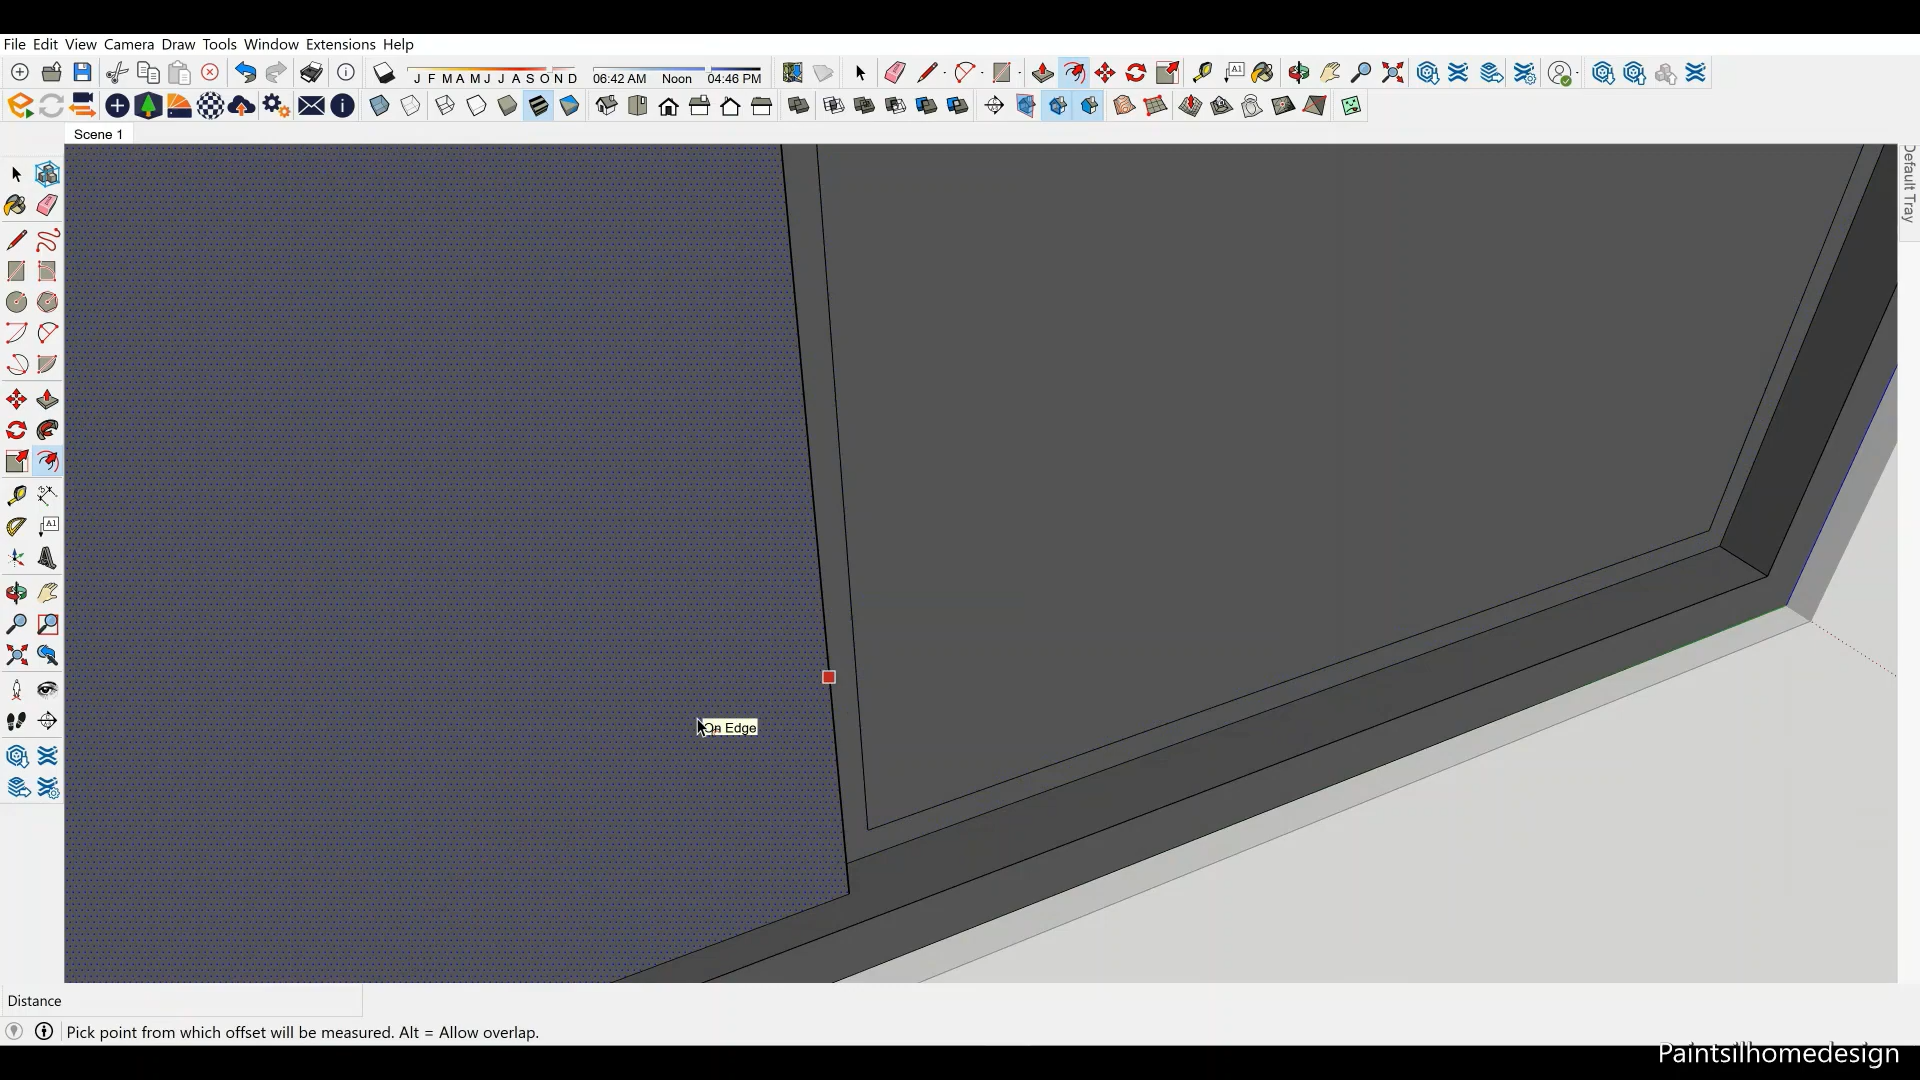 File Edit View Camera Draw Tools Window Extensions Help
J F M A M J J A S O N D 06:42 AM Noon 04:46 PM
Scene 1
Default Tray
On Edge
Distance
Pick point from which offset will be measured. Alt = Allow overlap.
Paintsilhomedesign